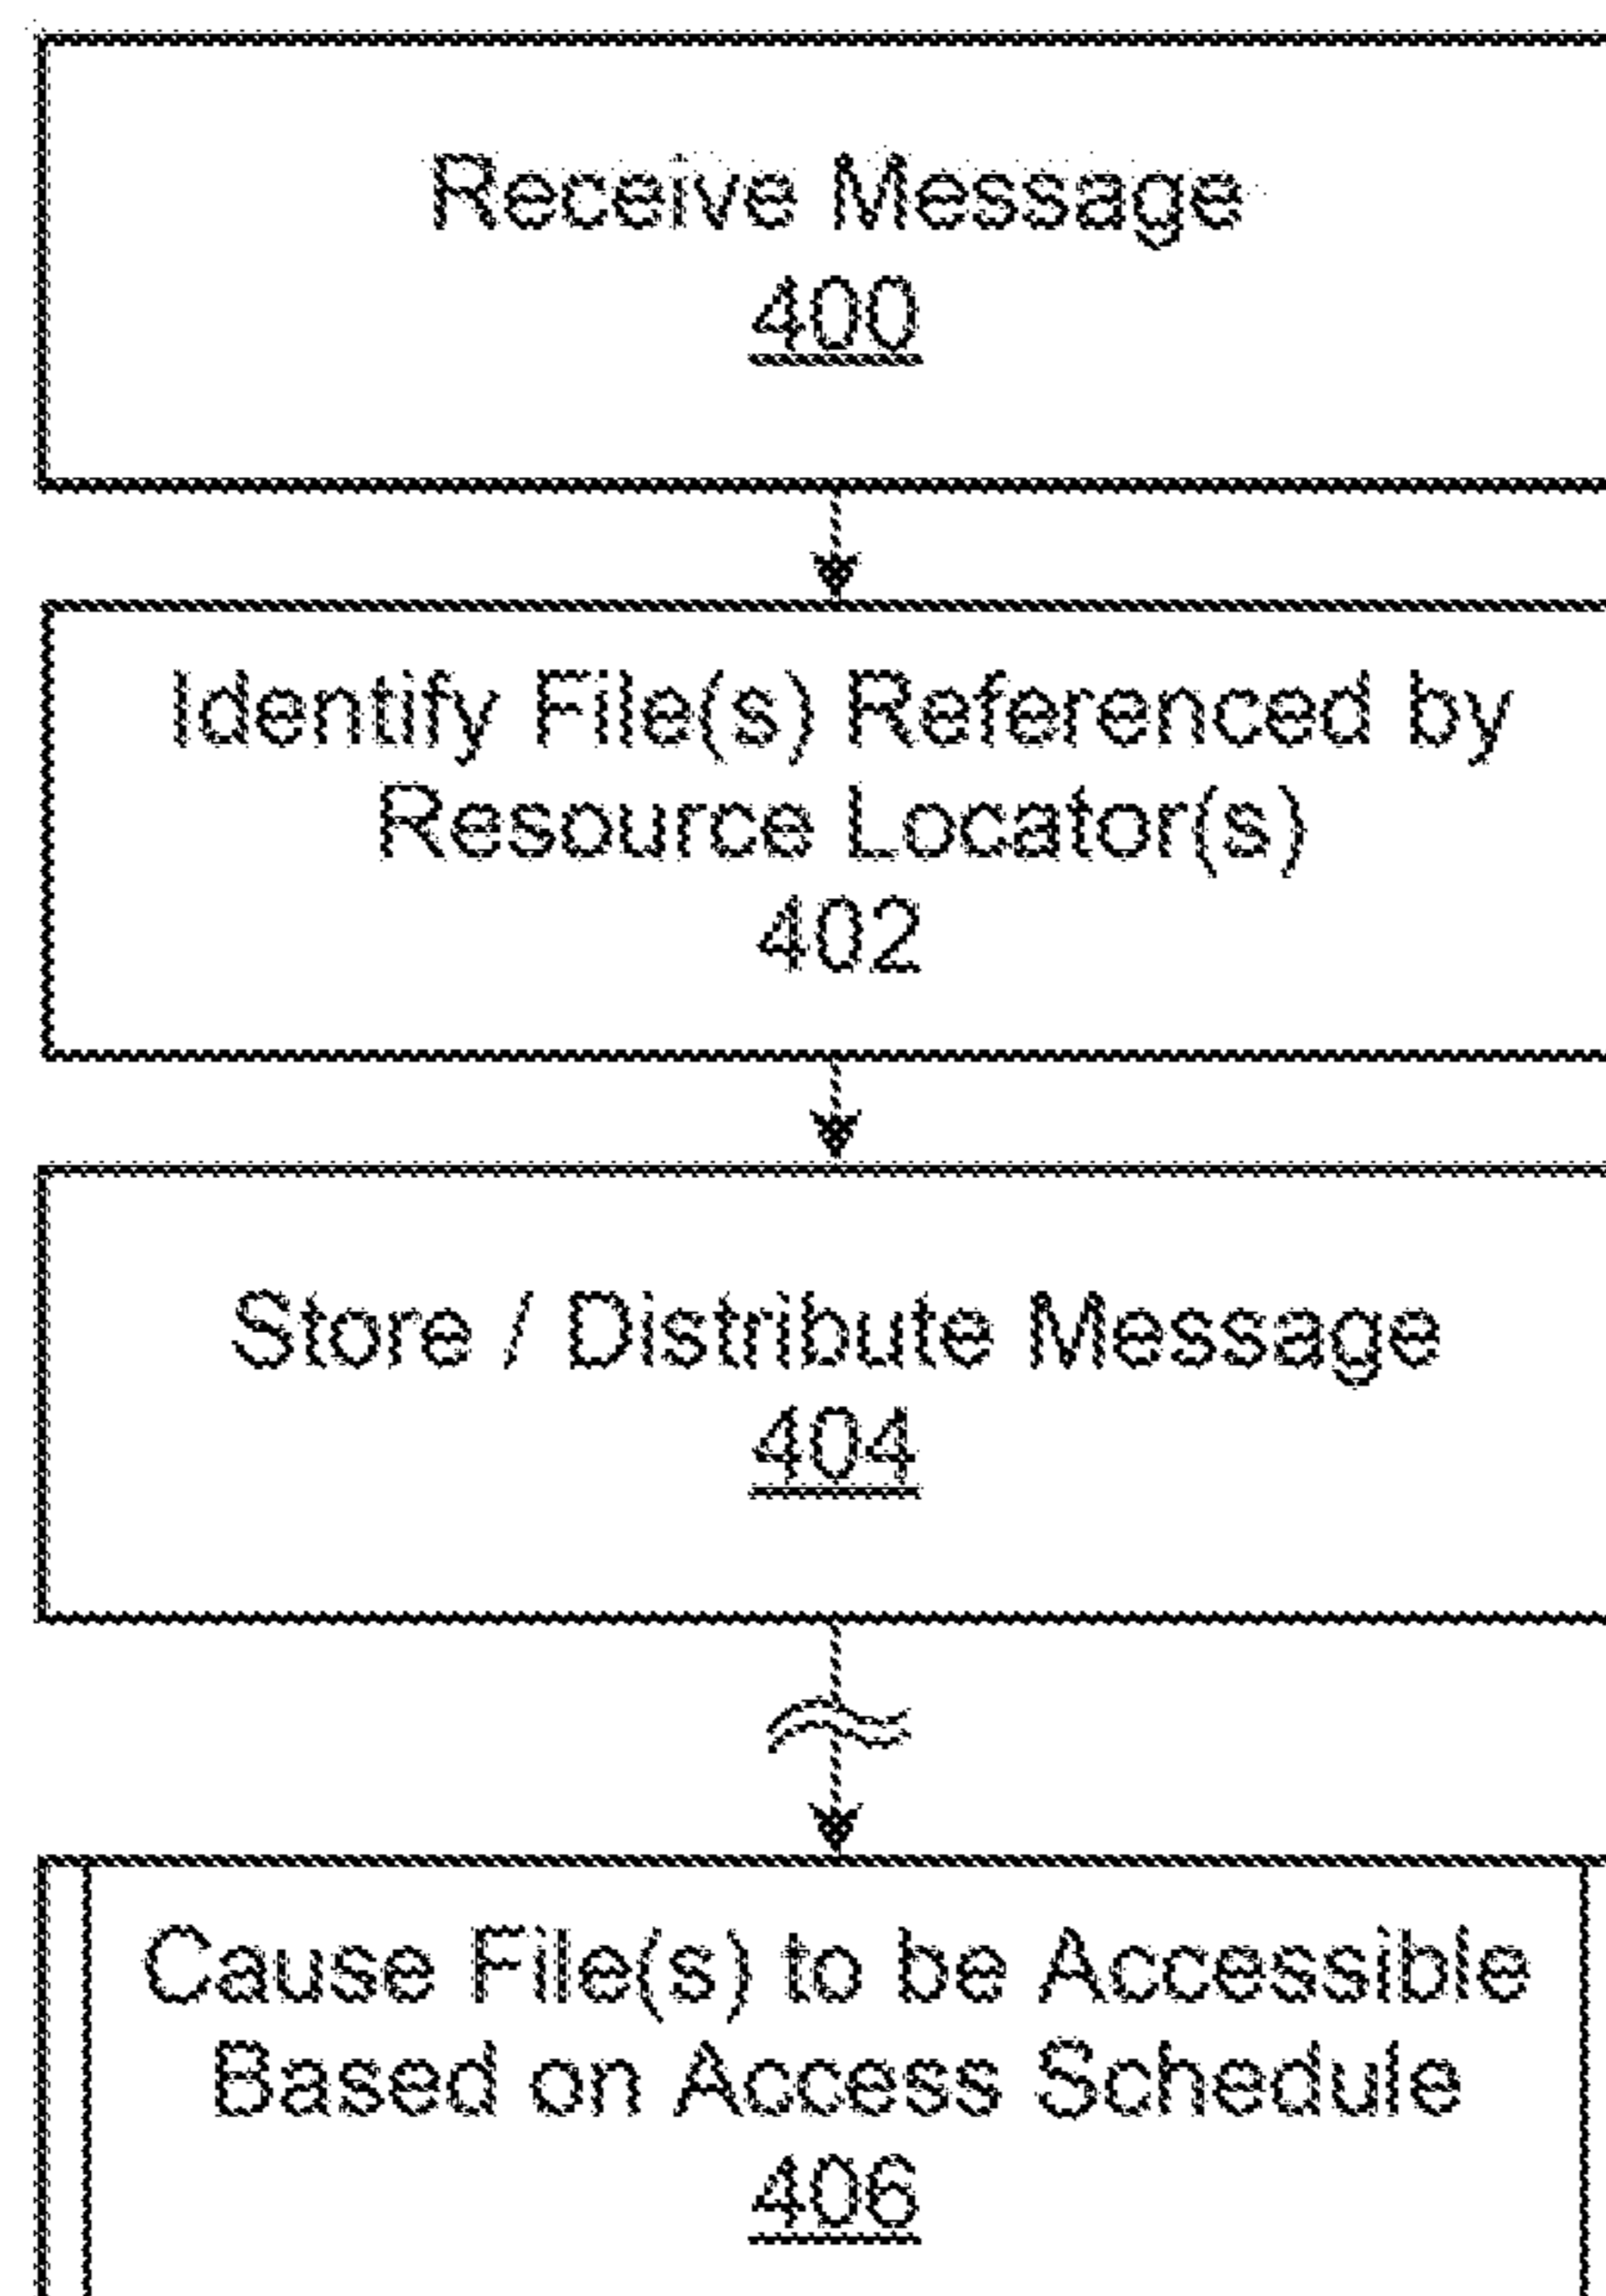 Receive Message
400
Identify File(s) Referenced by
Resource Locator(s)
402
Store / Distribute Message
404
Cause File(s) to be Accessible
Based on Access Schedule
406